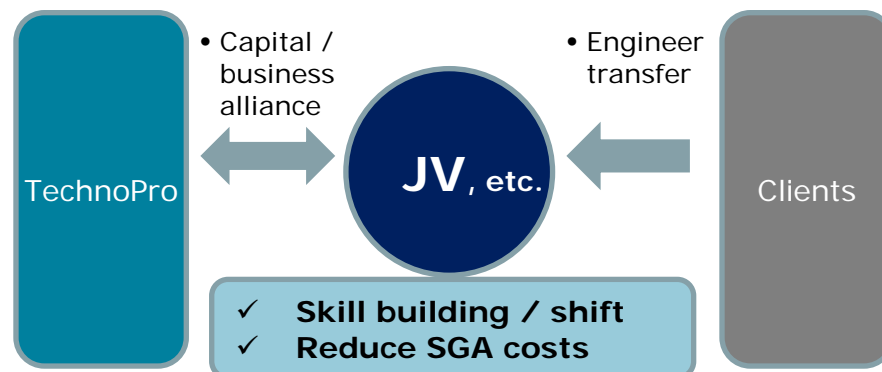 • Capital /
business
alliance
• Engineer
transfer
TechnoPro
JV, etc.
Clients
✓ Skill building / shift
✓ Reduce SGA costs